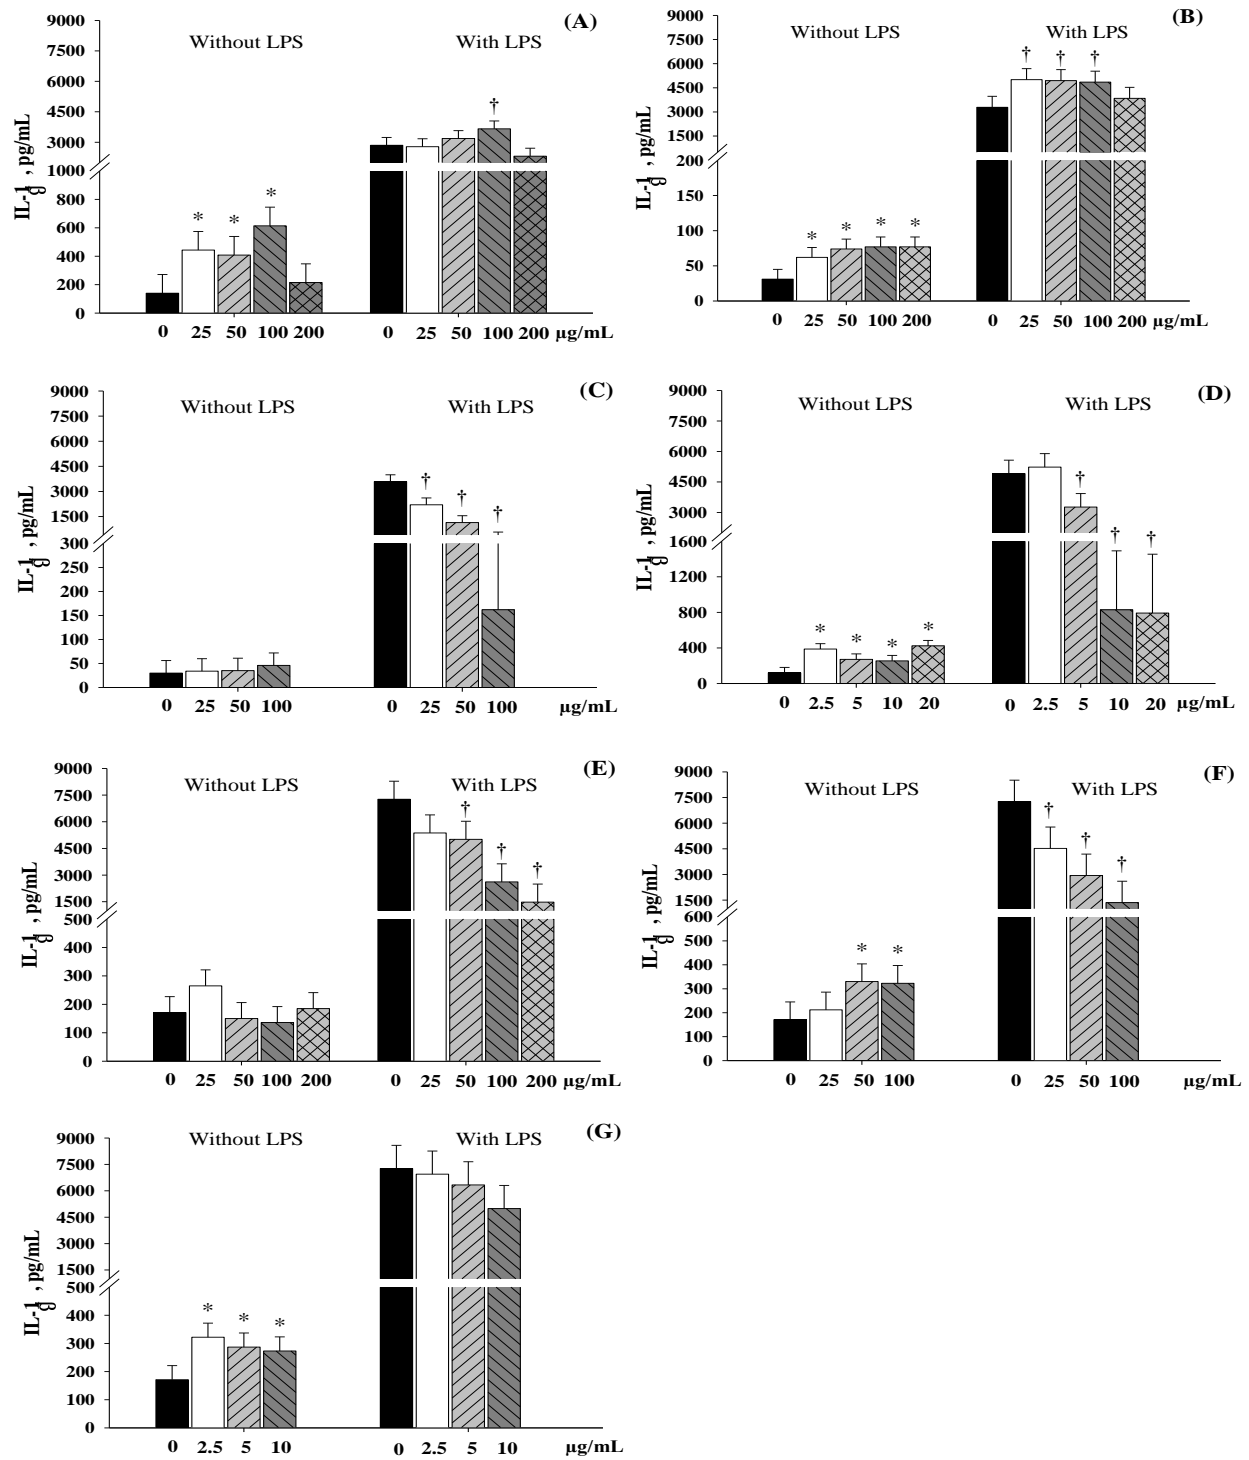 (A)
Without LPS
With LPS
9000
7500
6000
4500
3000
1000
800
600
400
200
0
IL-1β , pg/mL
†
* * *
0 25 50 100 200
0 25 50 100 200 µg/mL
(B)
Without LPS
With LPS
9000
7500
6000
4500
3000
1500
200
150
100
50
0
IL-1β , pg/mL
† † †
* * * *
0 25 50 100 200
0 25 50 100 200 µg/mL
(C)
Without LPS
With LPS
9000
7500
6000
4500
3000
1500
300
250
200
150
100
50
0
IL-1β , pg/mL
† † †
0 25 50 100
0 25 50 100 µg/mL
(D)
Without LPS
With LPS
9000
7500
6000
4500
3000
1600
1200
800
400
0
IL-1β , pg/mL
† † †
* * * *
0 2.5 5 10 20
0 2.5 5 10 20 µg/mL
(E)
Without LPS
With LPS
9000
7500
6000
4500
3000
1500
500
400
300
200
100
0
IL-1β , pg/mL
† † †
0 25 50 100 200
0 25 50 100 200 µg/mL
(F)
Without LPS
With LPS
9000
7500
6000
4500
3000
1500
600
500
400
300
200
100
0
IL-1β , pg/mL
† † †
* *
0 25 50 100
0 25 50 100 µg/mL
(G)
Without LPS
With LPS
9000
7500
6000
4500
3000
1500
500
400
300
200
100
0
IL-1β , pg/mL
* * *
0 2.5 5 10
0 2.5 5 10 µg/mL